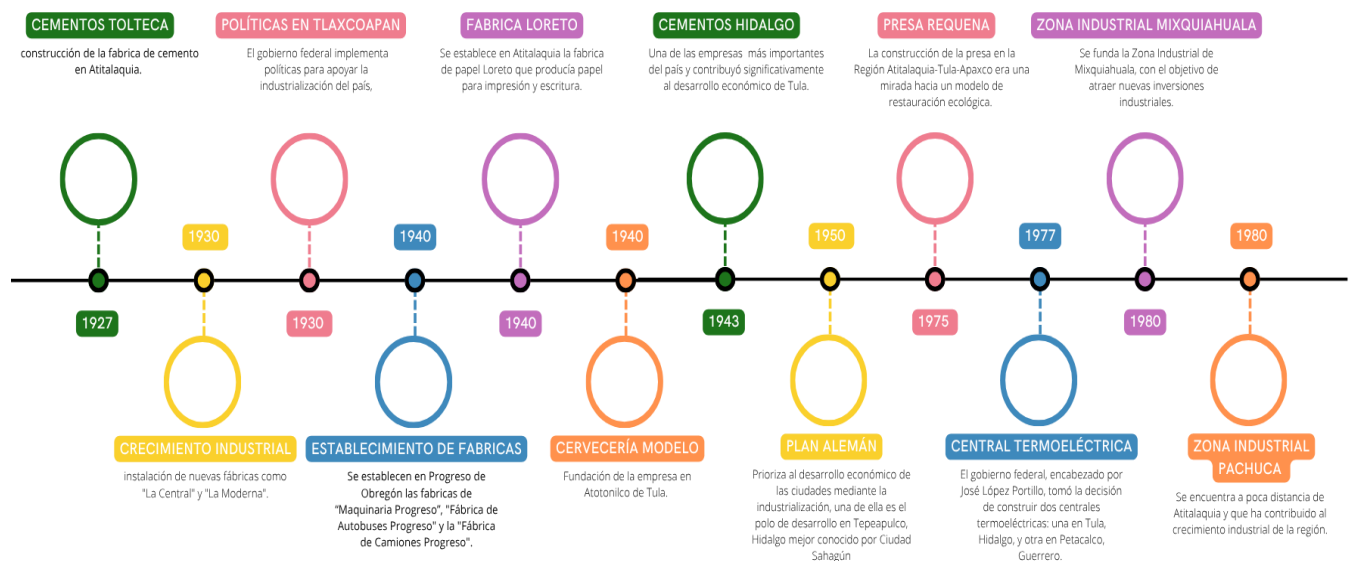 CEMENTOS TOLTECA
construcción de la fabrica de cemento
en Atitalaquia.
POLÍTICAS EN TLAXCOAPAN
El gobierno federal implementa
políticas para apoyar la
industrialización del país,
FABRICA LORETO
Se establece en Atitalaquia la fabrica
de papel Loreto que producía papel
para impresión y escritura.
CEMENTOS HIDALGO
Una de las empresas más importantes
del país y contribuyó significativamente
al desarrollo económico de Tula.
PRESA REQUENA
La construcción de la presa en la
Región Atitalaquia-Tula-Apaxco era una
mirada hacia un modelo de
restauración ecológica.
ZONA INDUSTRIAL MIXQUIAHUALA
Se funda la Zona Industrial de
Mixquiahuala, con el objetivo de
atraer nuevas inversiones
industriales.
1930
1940
1940
1950
1977
1980
1927
1930
1940
1943
1975
1980
CRECIMIENTO INDUSTRIAL
instalación de nuevas fábricas como
"La Central" y "La Moderna".
ESTABLECIMIENTO DE FABRICAS
Se establecen en Progreso de
Obregón las fabricas de
“Maquinaria Progreso”, "Fábrica de
Autobuses Progreso" y la "Fábrica
de Camiones Progreso".
CERVECERÍA MODELO
Fundación de la empresa en
Atotonilco de Tula.
PLAN ALEMÁN
Prioriza al desarrollo económico de
las ciudades mediante la
industrialización, una de ella es el
polo de desarrollo en Tepeapulco,
Hidalgo mejor conocido por Ciudad
Sahagún
CENTRAL TERMOELÉCTRICA
El gobierno federal, encabezado por
José López Portillo, tomó la decisión
de construir dos centrales
termoeléctricas: una en Tula,
Hidalgo, y otra en Petacalco,
Guerrero.
ZONA INDUSTRIAL
PACHUCA
Se encuentra a poca distancia de
Atitalaquia y que ha contribuido al
crecimiento industrial de la región.